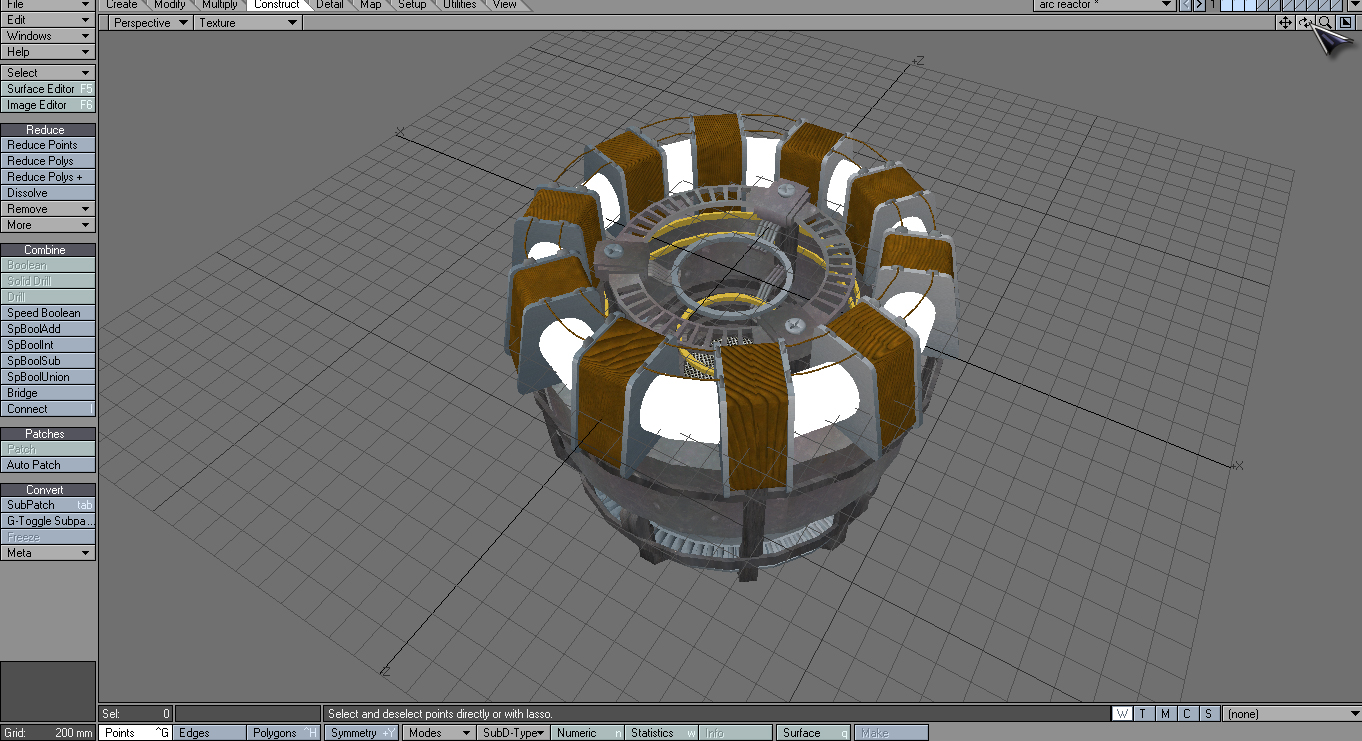 File Create Modify Multiply Construct Detail Map Setup Utilities View arc reactor * 1
Edit Perspective Texture
Windows
Help
Select
Surface Editor F5
Image Editor F6
Reduce
Reduce Points
Reduce Polys
Reduce Polys +
Dissolve
Remove
More
Combine
Boolean
Solid Drill
Drill
Speed Boolean
SpBoolAdd
SpBoolInt
SpBoolSub
SpBoolUnion
Bridge
Connect
Patches
Patch
Auto Patch
Convert
SubPatch tab
G-Toggle Subpa...
Freeze
Meta
+Z
-X
+X
-Z
Sel: 0 Select and deselect points directly or with lasso. W T M C S (none)
Grid: 200 mm Points ^G Edges Polygons ^H Symmetry +Y Modes SubD-Type Numeric n Statistics w Info Surface q Make